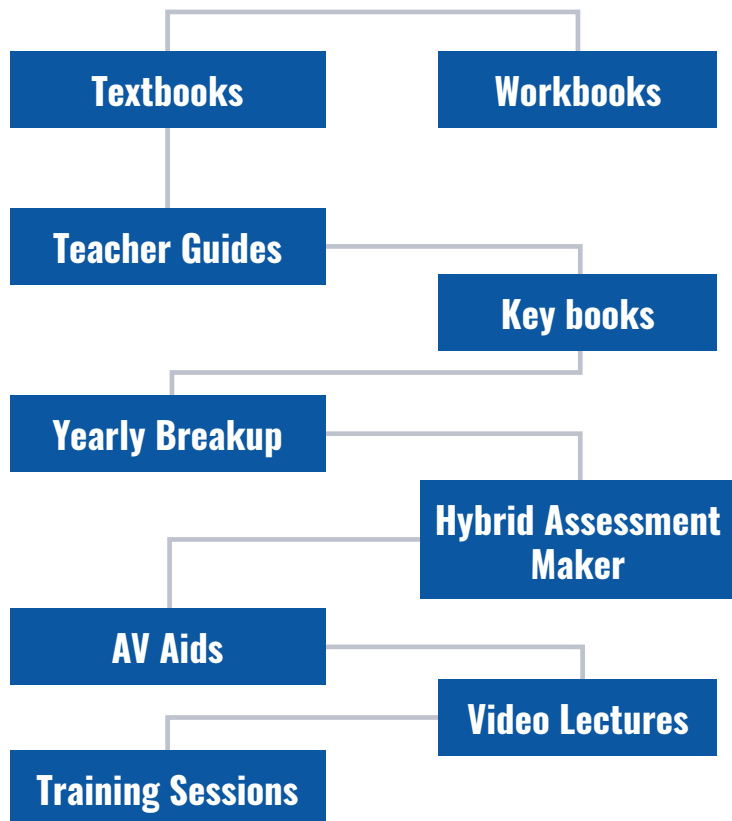 Textbooks
Workbooks
Teacher Guides
Key books
Yearly Breakup
Hybrid Assessment
Maker
AV Aids
Video Lectures
Training Sessions